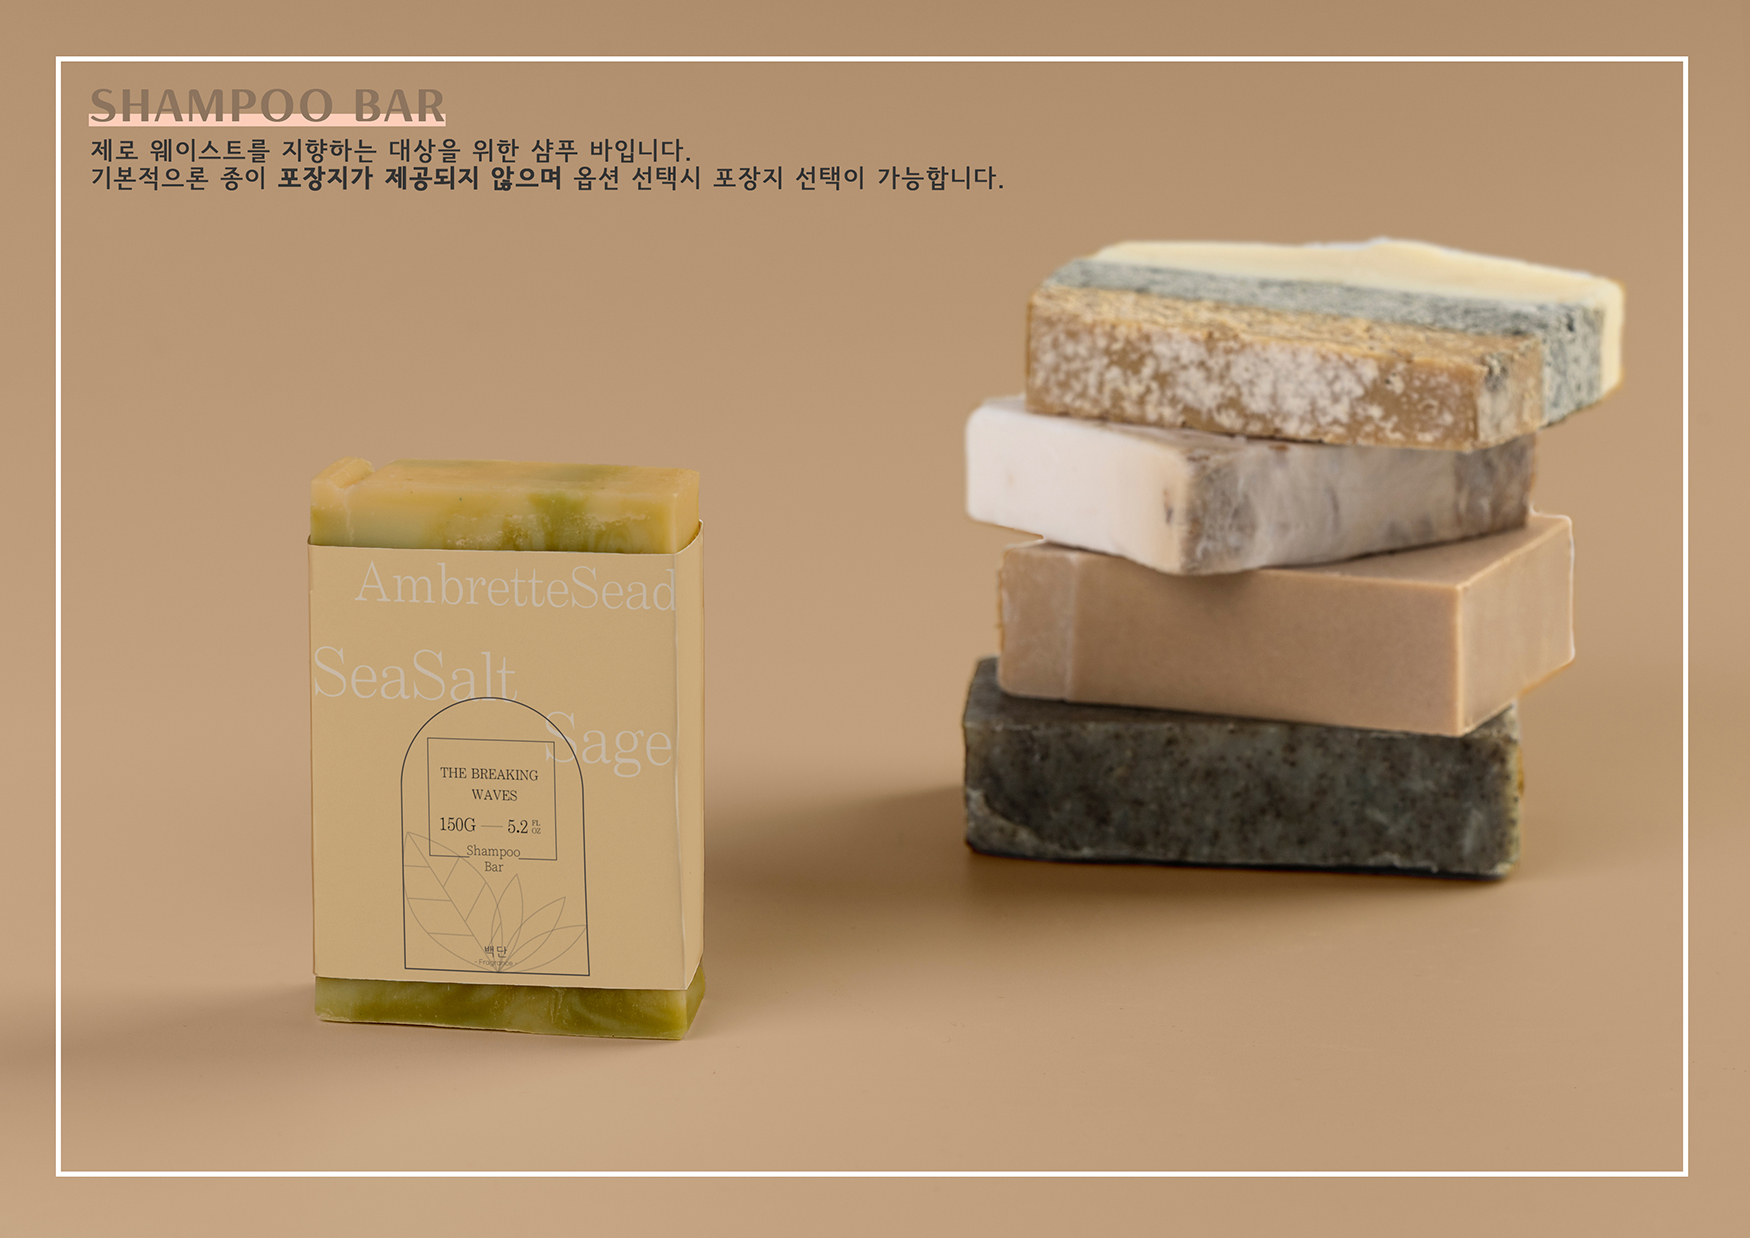 SHAMPOO BAR
제로 웨이스트를 지향하는 대상을 위한 샴푸 바입니다.
기본적으론 종이 포장지가 제공되지 않으며 옵션 선택시 포장지 선택이 가능합니다.
AmbretteSead
SeaSalt
Sage
THE BREAKING
WAVES
150G — 5.2 FL OZ
Shampoo
Bar
백단
- Fragrance -